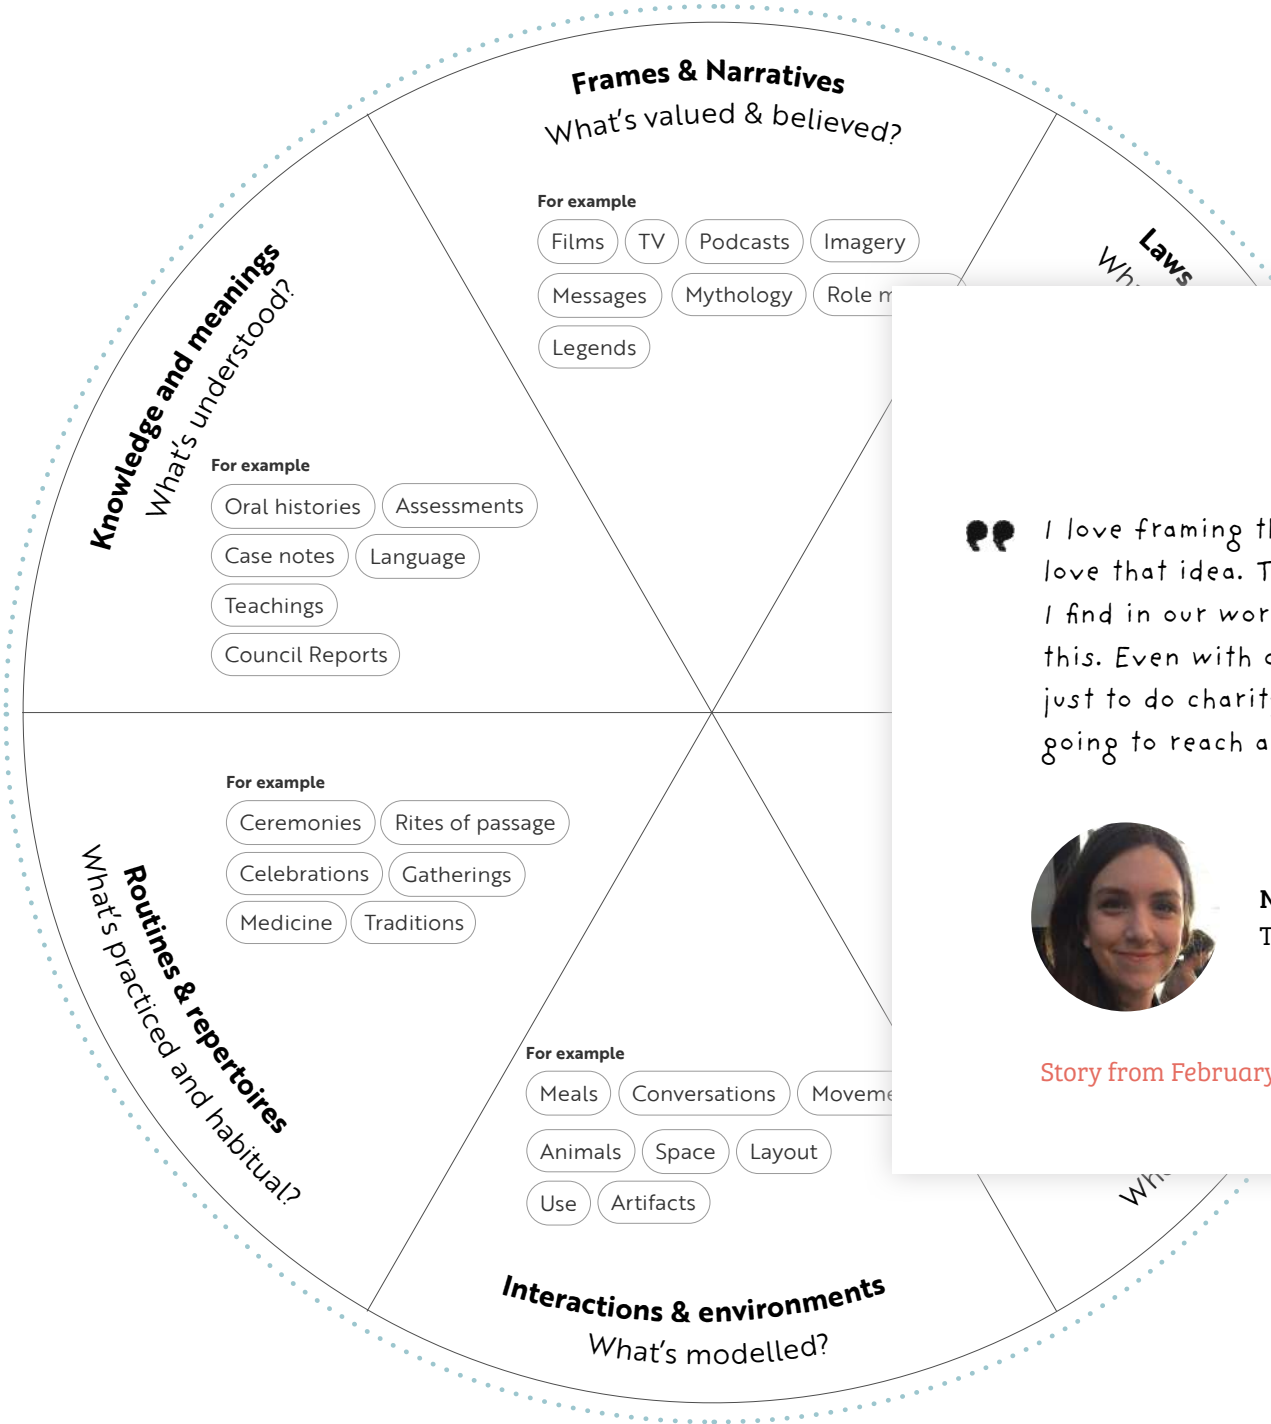 Frames & Narratives
What's valued & believed?
For example
Films TV Podcasts Imagery
Messages Mythology Role
Legends
Laws
Knowledge and meanings
What's understood?
For example
Oral histories Assessments
Case notes Language
Teachings
Council Reports
I love framing
love that idea.
I find in our
this. Even with
just to do
going to reach
Story from February
For example
Ceremonies Rites of passage
Celebrations Gatherings
Medicine Traditions
Routines & repertoires
What's practiced and habitual?
For example
Meals Conversations
Animals Space Layout
Use Artifacts
Interactions & environments
What's modelled?